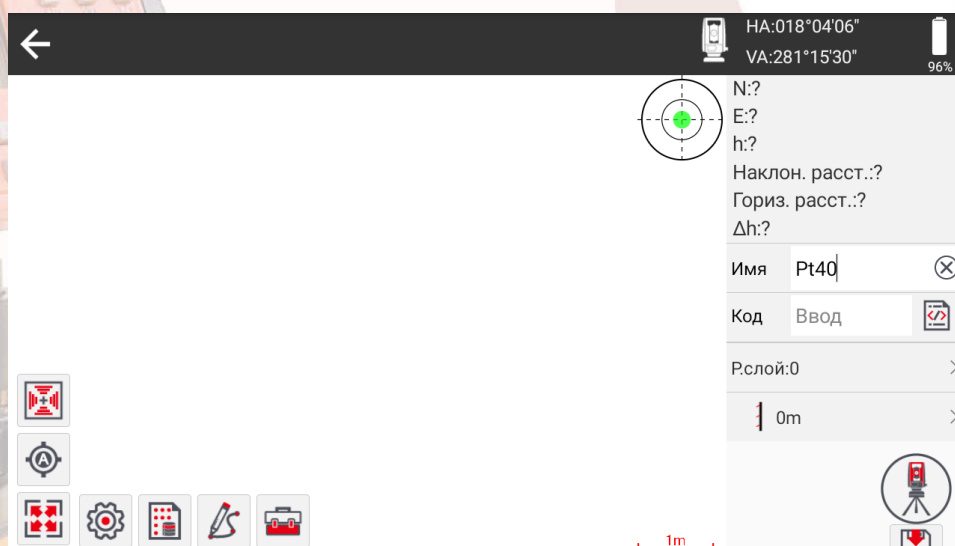 HA:018°04'06"
VA:281°15'30"
96%
N:?
E:?
h:?
Наклон. расст.:?
Гориз. расст.:?
Δh:?
Имя Pt40
Код Ввод
Р.слой:0
0m
A
1m